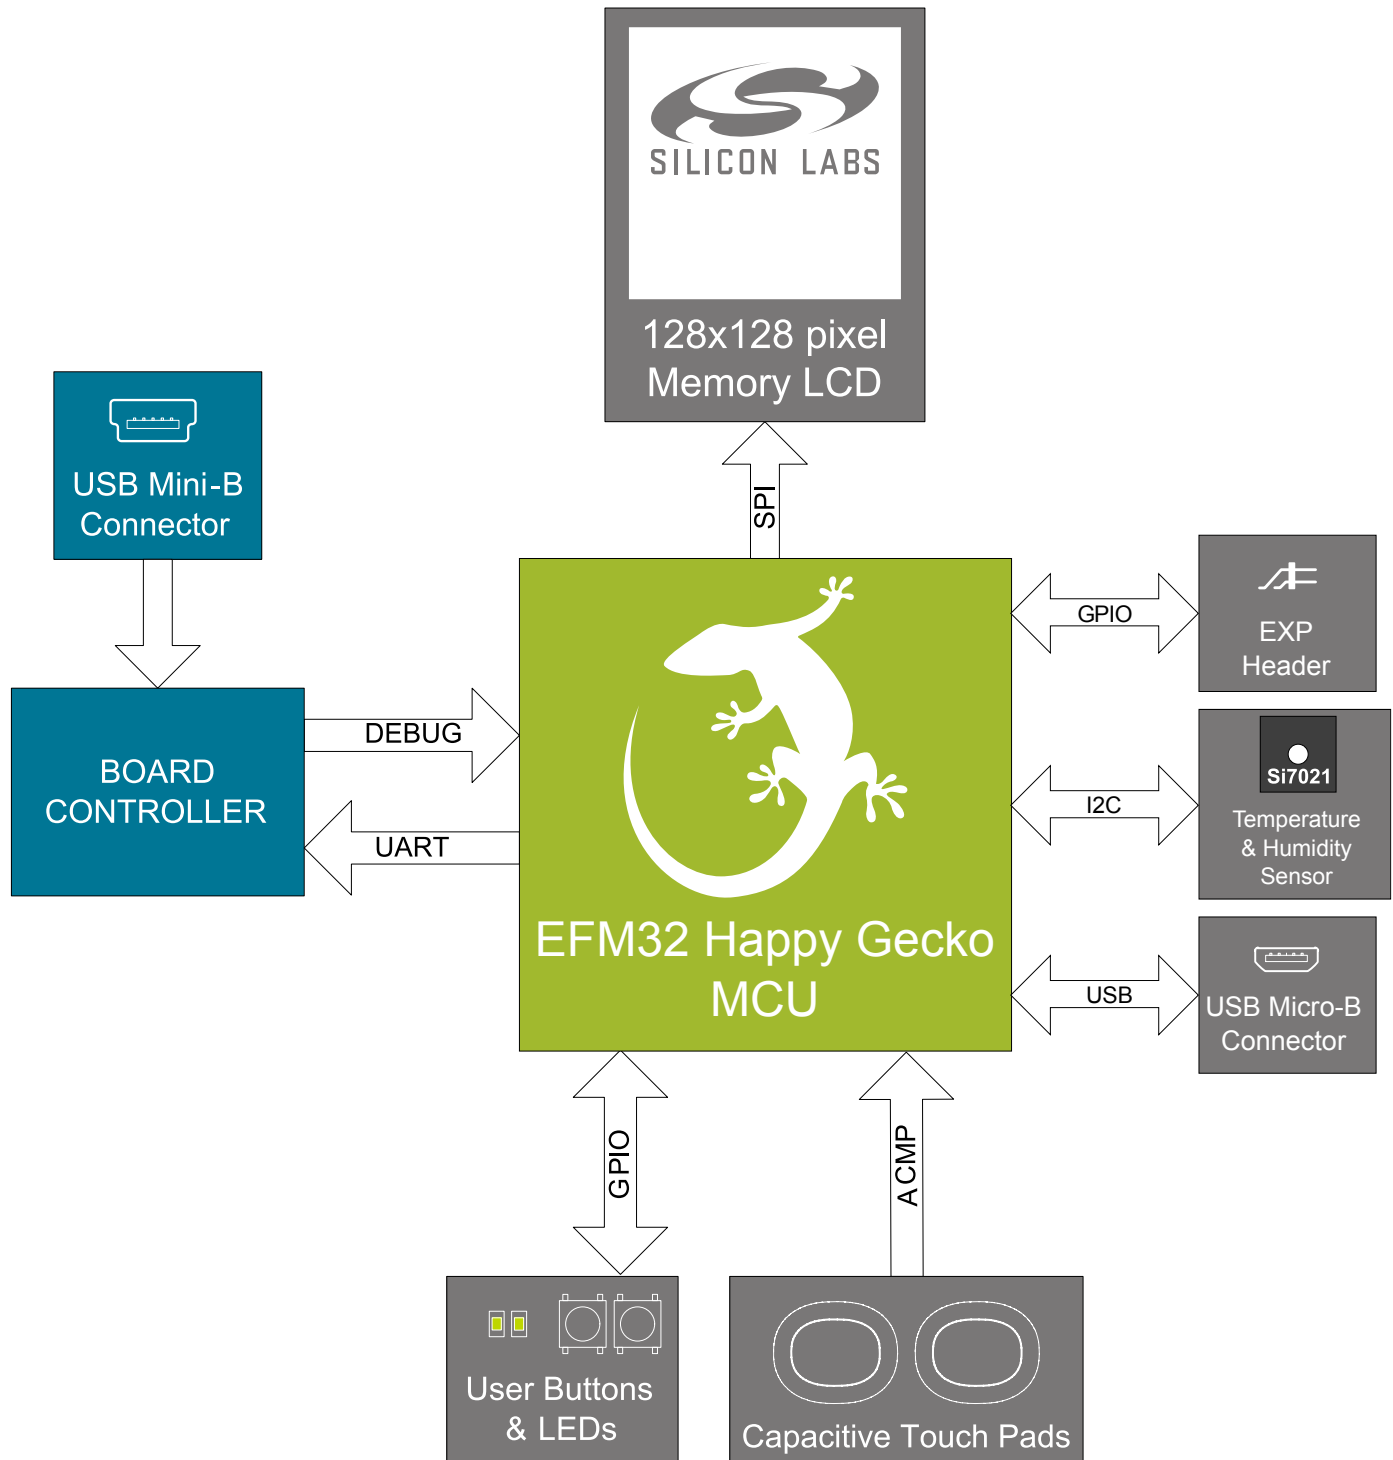 SILICON LABS
128x128 pixel
Memory LCD
USB Mini-B
Connector
SPI
GPIO
EXP
Header
DEBUG
BOARD
CONTROLLER
UART
I2C
Si7021
Temperature
& Humidity
Sensor
EFM32 Happy Gecko
MCU
USB
USB Micro-B
Connector
GPIO
ACMP
User Buttons
& LEDs
Capacitive Touch Pads